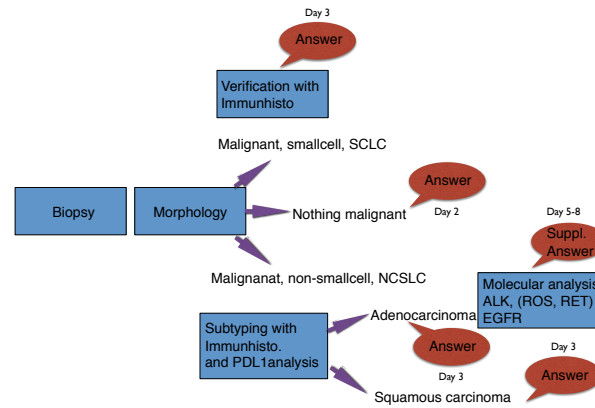 Day 3
Answer
Verification with
Immunhisto
Malignant, smallcell, SCLC
Biopsy
Morphology
Nothing malignant
Answer
Day 2
Malignanat, non-smallcell, NCSLC
Day 5-8
Suppl.
Answer
Molecular analysis
ALK, (ROS, RET)
EGFR
Subtyping with
Immunhisto.
and PDL1analysis
Adenocarcinoma
Answer
Day 3
Squamous carcinoma
Day 3
Answer